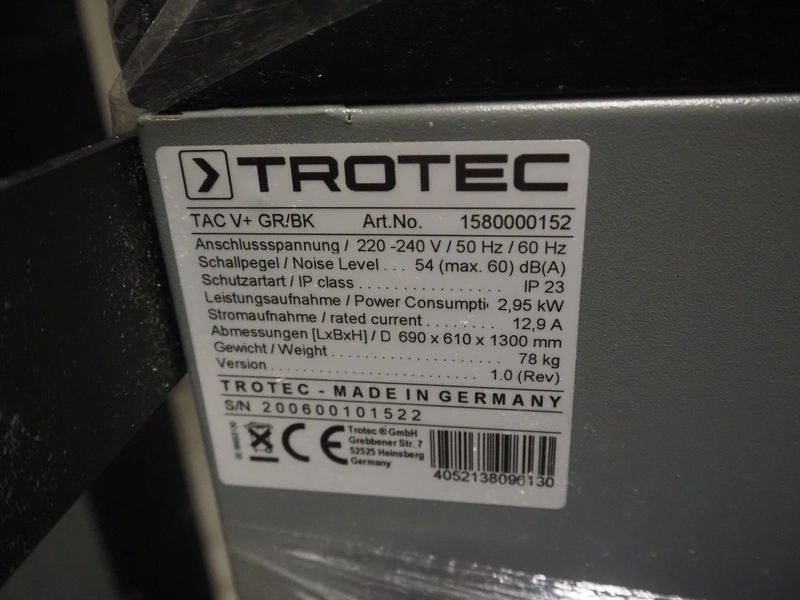 TROTEC
TAC V+ GR/BK Art.No. 1580000152
Anschlussspannung / 220 -240 V / 50 Hz / 60 Hz
Schallpegel / Noise Level . . . 54 (max. 60) dB(A)
Schutzartart / IP class . . . . . . . . . . . . . . . . IP 23
Leistungsaufnahme / Power Consumpti 2,95 kW
Stromaufnahme / rated current . . . . . . . . 12,9 A
Abmessungen [LxBxH] / D 690 x 610 x 1300 mm
Gewicht / Weight . . . . . . . . . . . . . . . . . . . 78 kg
Version . . . . . . . . . . . . . . . . . . . . . . 1.0 (Rev)
TROTEC - MADE IN GERMANY
S/N 200600101522
CE
Trotec ® GmbH
Grebbener Str. 7
52525 Heinsberg
Germany
4052138096130